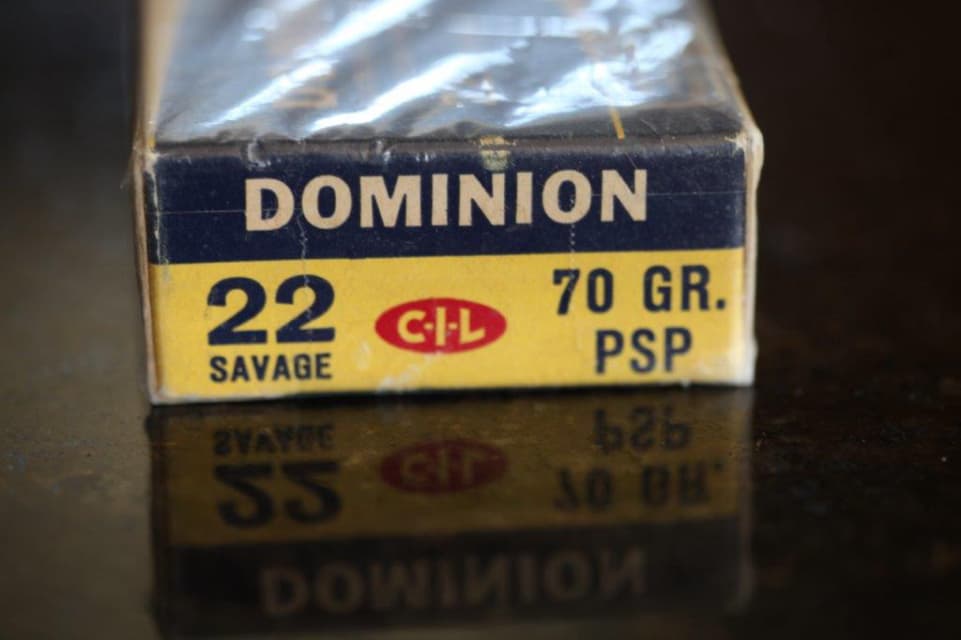 DOMINION
22
SAVAGE
C-I-L
70 GR.
PSP